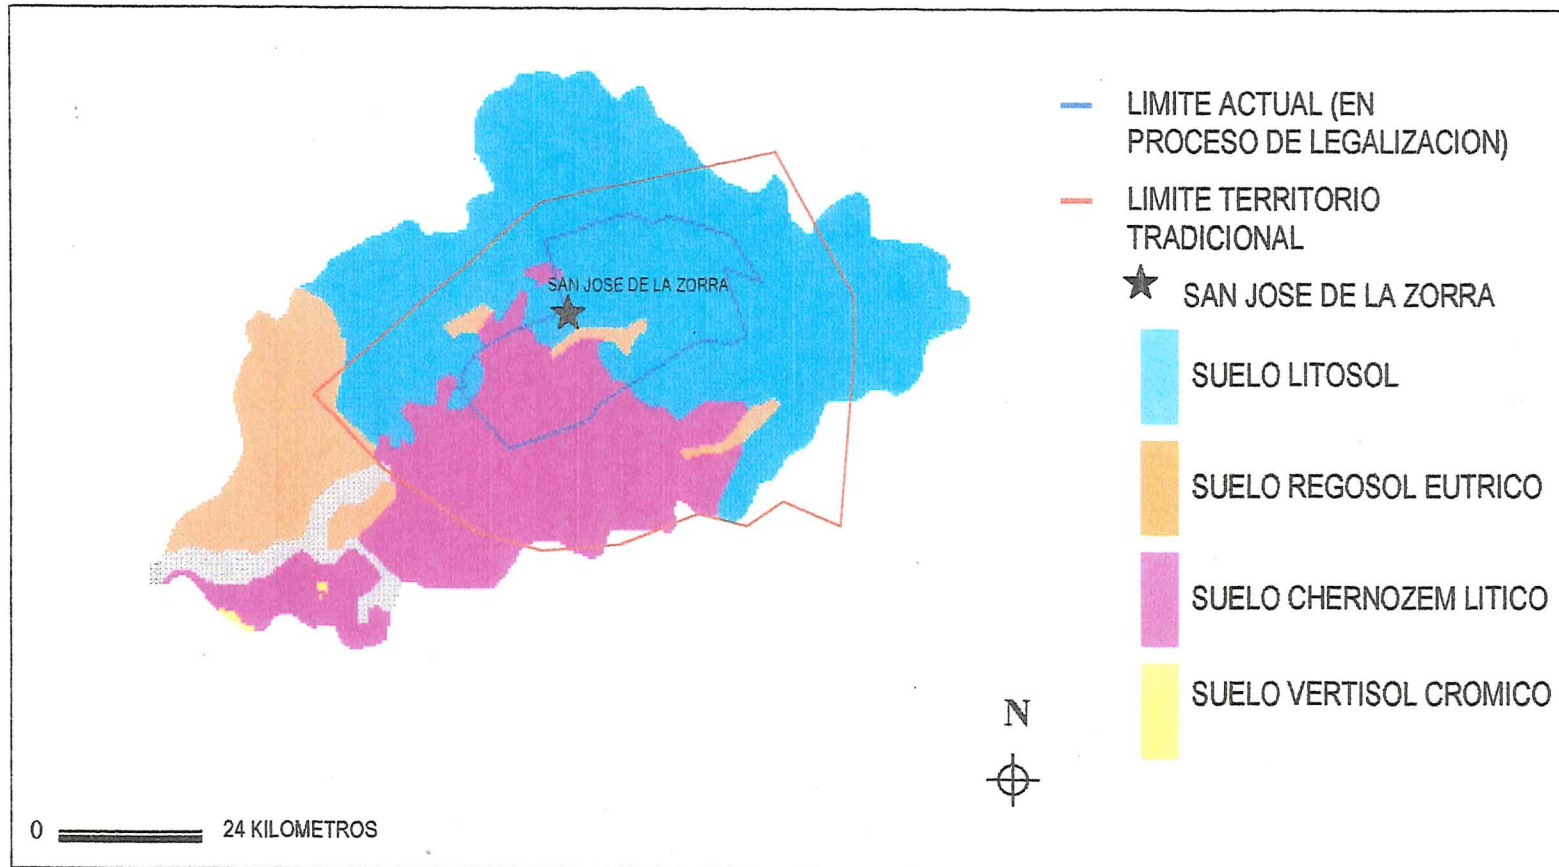 LIMITE ACTUAL (EN
PROCESO DE LEGALIZACION)
LIMITE TERRITORIO
TRADICIONAL
SAN JOSE DE LA ZORRA
SAN JOSE DE LA ZORRA
SUELO LITOSOL
SUELO REGOSOL EUTRICO
SUELO CHERNOZEM LITICO
SUELO VERTISOL CROMICO
N
0 24 KILOMETROS